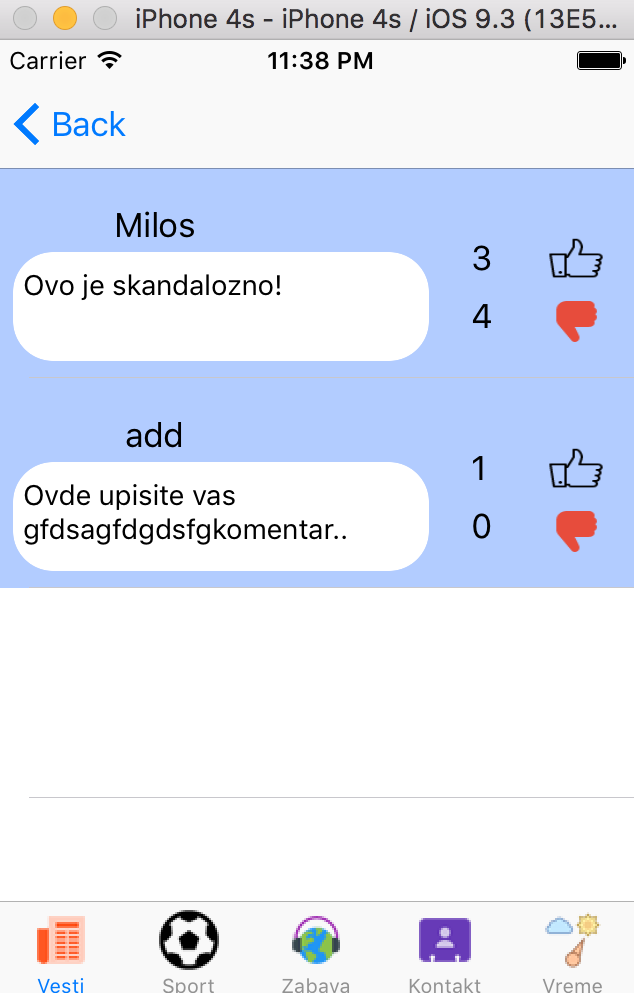 iPhone 4s - iPhone 4s / iOS 9.3 (13E5...
Carrier 11:38 PM
Back
Milos
Ovo je skandalozno!
3
4
add
Ovde upisite vas
gfdsagfdgdsfgkomentar..
1
0
Vesti Sport Zabava Kontakt Vreme